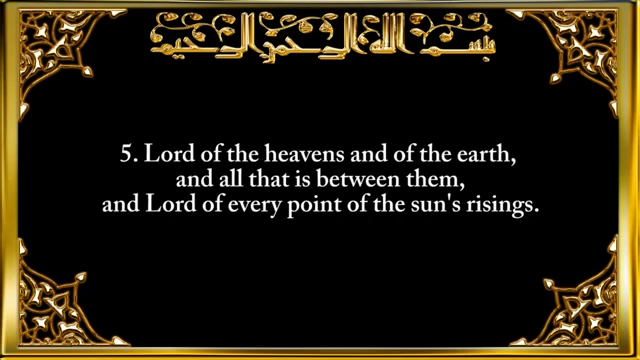 بسم الله الرحمن الرحيم
5. Lord of the heavens and of the earth,
and all that is between them,
and Lord of every point of the sun's risings.